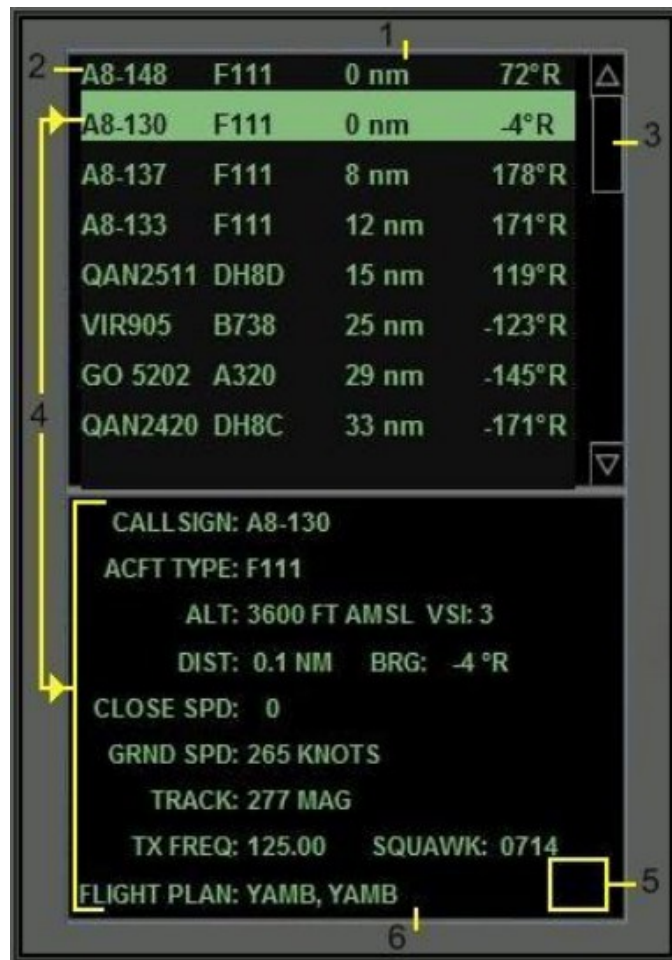 1
2 A8-148 F111 0 nm 72°R
A8-130 F111 0 nm -4°R
3
A8-137 F111 8 nm 178°R
A8-133 F111 12 nm 171°R
QAN2511 DH8D 15 nm 119°R
VIR905 B738 25 nm -123°R
GO 5202 A320 29 nm -145°R
4
QAN2420 DH8C 33 nm -171°R
CALLSIGN: A8-130
ACFT TYPE: F111
ALT: 3600 FT AMSL VSI: 3
DIST: 0.1 NM BRG: -4 °R
CLOSE SPD: 0
GRND SPD: 265 KNOTS
TRACK: 277 MAG
TX FREQ: 125.00 SQUAWK: 0714
FLIGHT PLAN: YAMB, YAMB
5
6